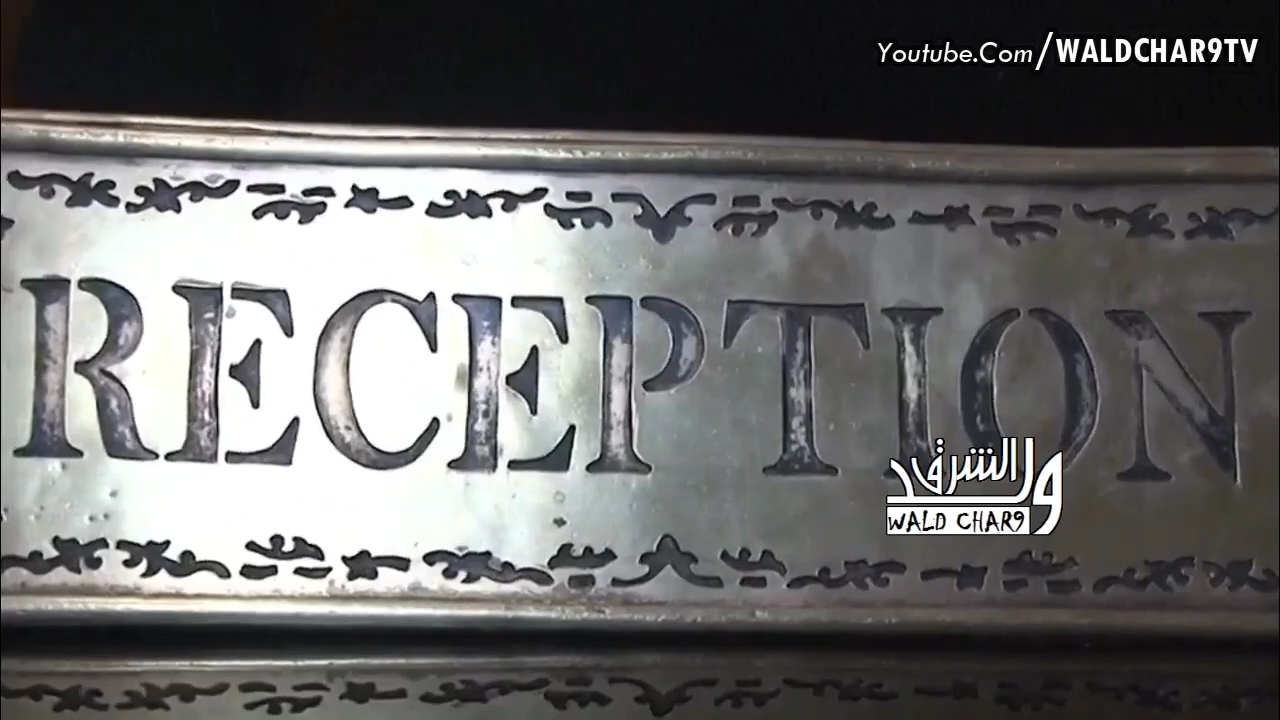 Youtube.Com/WALDCHAR9TV
RECEPTION
ولد الشرق
WALD CHAR9